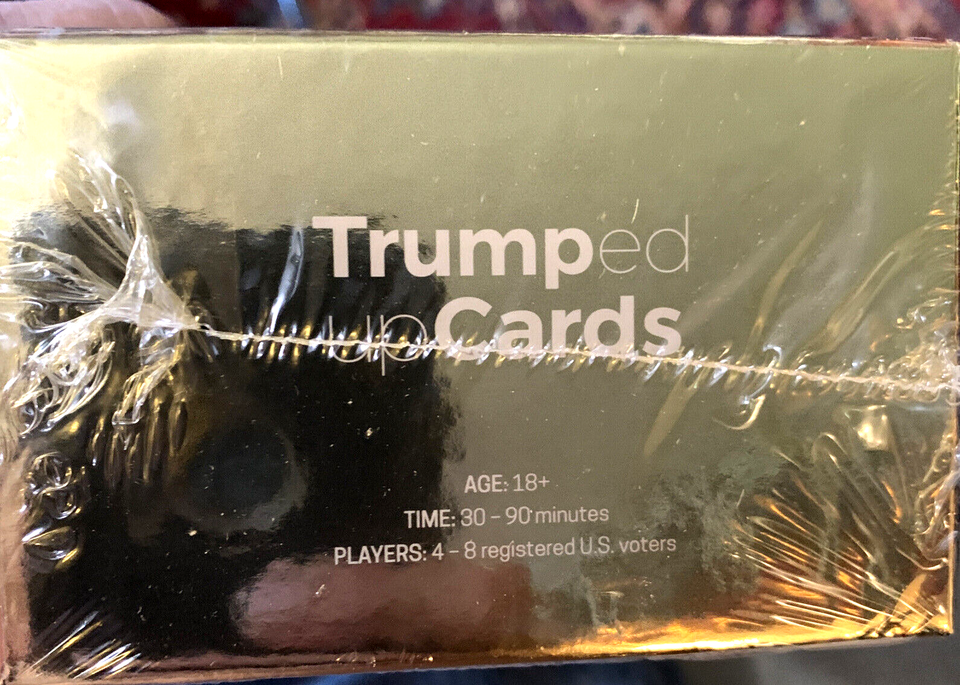 Trumped
upCards
AGE: 18+
TIME: 30 – 90 minutes
PLAYERS: 4 – 8 registered U.S. voters